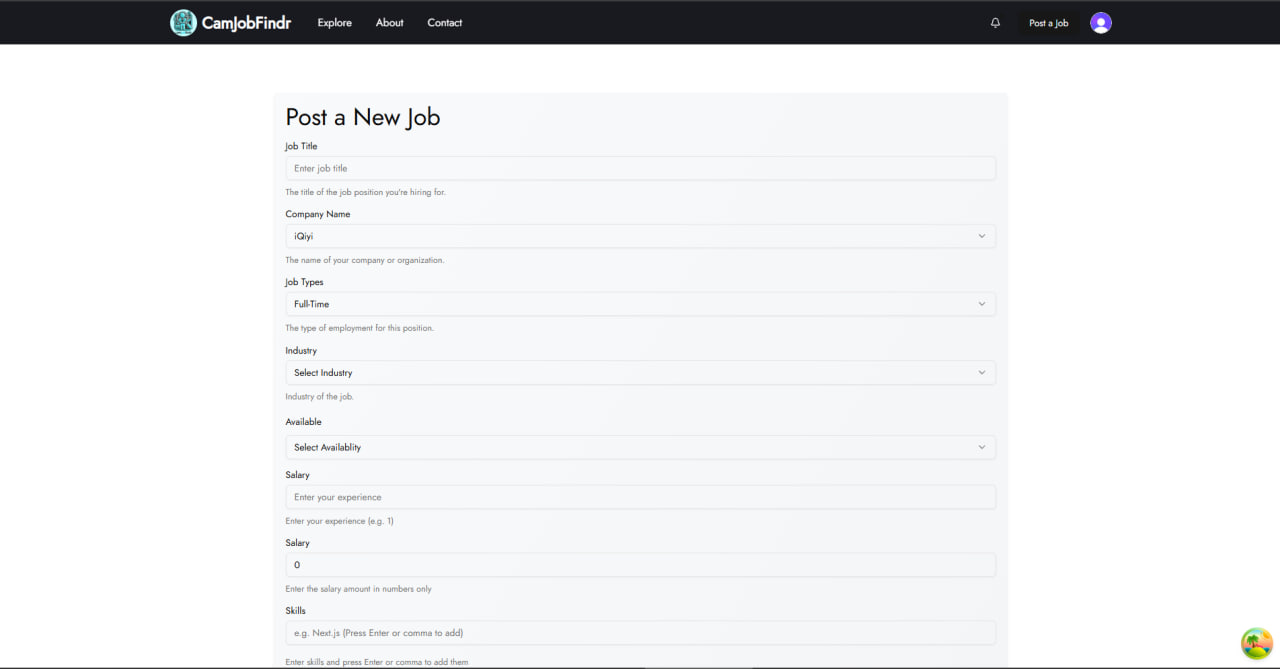 CamJobFindr Explore About Contact Post a Job
Post a New Job
Job Title
Enter job title
The title of the job position you're hiring for.
Company Name
iQiyi
The name of your company or organization.
Job Types
Full-Time
The type of employment for this position.
Industry
Select Industry
Industry of the job.
Available
Select Availablity
Salary
Enter your experience
Enter your experience (e.g. 1)
Salary
0
Enter the salary amount in numbers only
Skills
e.g. Next.js (Press Enter or comma to add)
Enter skills and press Enter or comma to add them